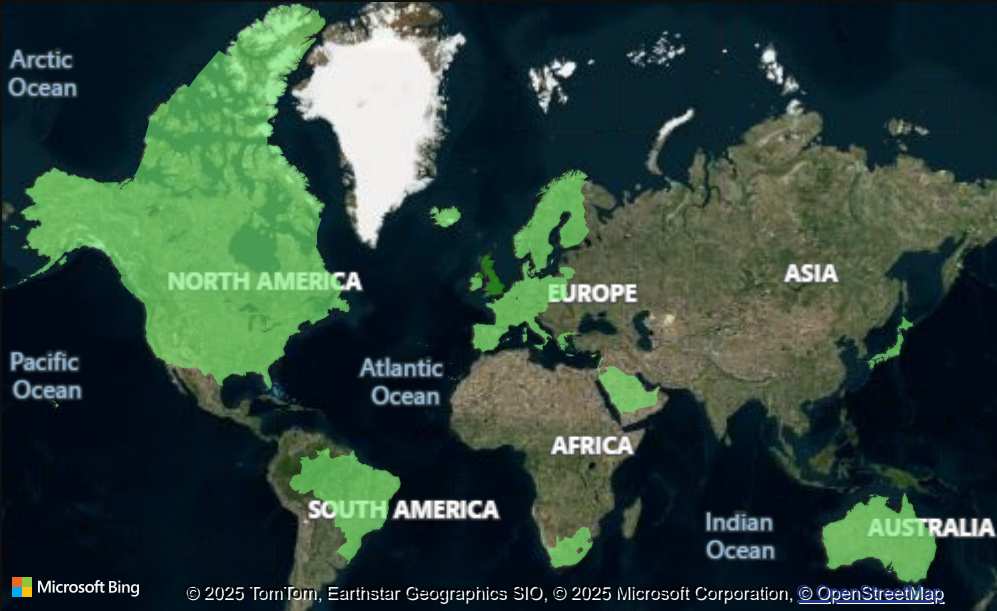 Arctic
Ocean
NORTH AMERICA
EUROPE
ASIA
Pacific
Ocean
Atlantic
Ocean
AFRICA
SOUTH AMERICA
Indian
Ocean
AUSTRALIA
Microsoft Bing
© 2025 TomTom, Earthstar Geographics SIO, © 2025 Microsoft Corporation, © OpenStreetMap